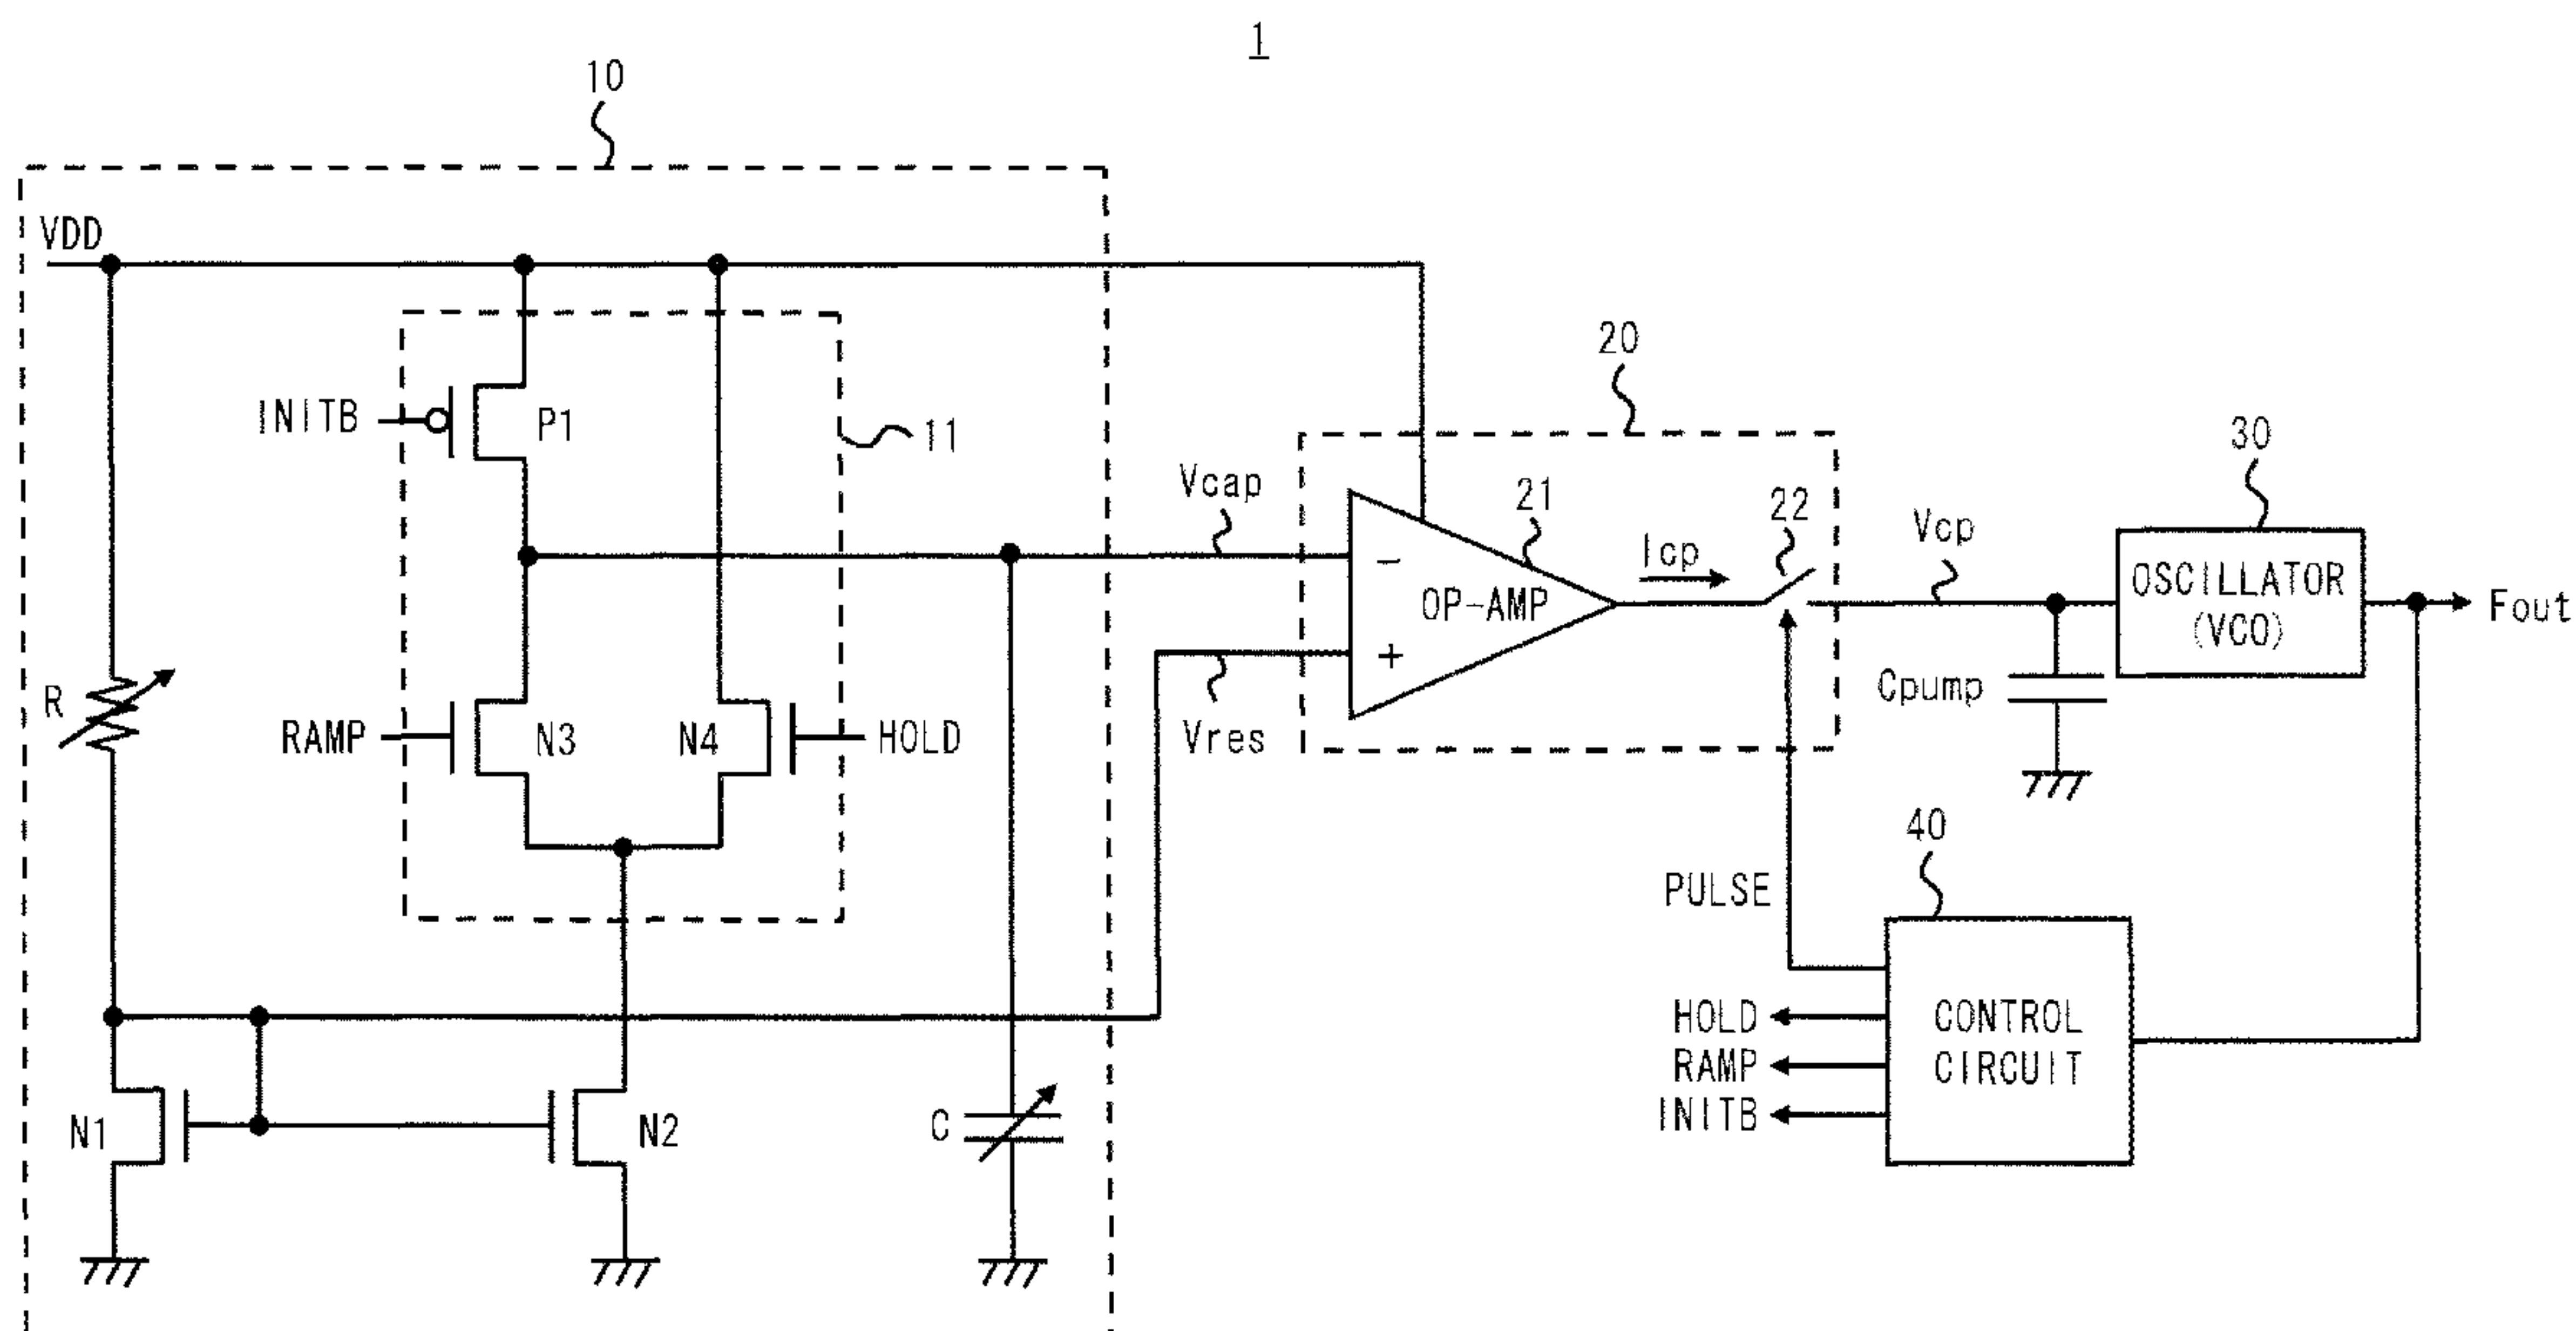 1
10
VDD
INITB
P1
11
RAMP
N3
N4
HOLD
R
N1
N2
C
Vcap
Vres
20
21
OP-AMP
-
+
Icp
22
Vcp
30
OSCILLATOR
(VCO)
Fout
Cpump
40
PULSE
HOLD
RAMP
INITB
CONTROL
CIRCUIT